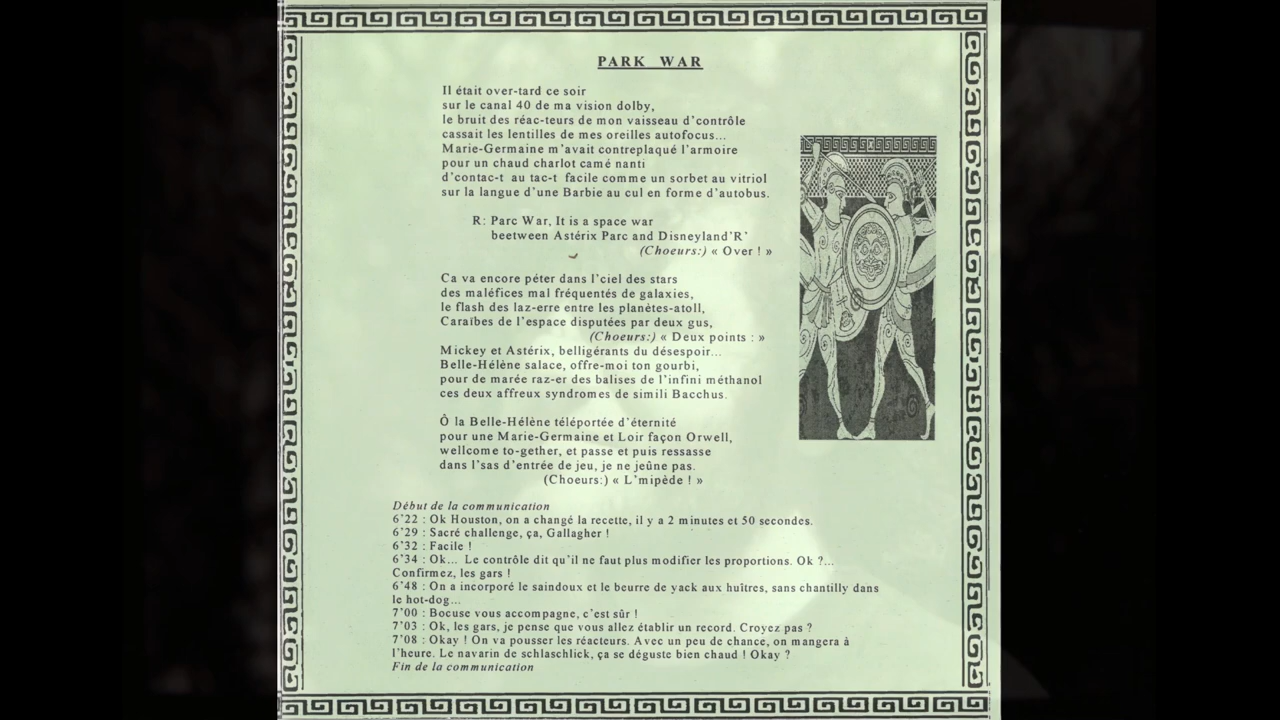 PARK WAR
Il était over-tard ce soir
sur le canal 40 de ma vision dolby,
le bruit des réac-teurs de mon vaisseau d'contrôle
cassait les lentilles de mes oreilles autofocus...
Marie-Germaine m'avait contreplaqué l'armoire
pour un chaud charlot camé nanti
d'contac-t au tac-t facile comme un sorbet au vitriol
sur la langue d'une Barbie au cul en forme d'autobus.
R: Parc War, It is a space war
beetween Astérix Parc and Disneyland'R'
(Choeurs:) « Over ! »
Ca va encore péter dans l'ciel des stars
des maléfices mal fréquentés de galaxies,
le flash des laz-erre entre les planètes-atoll,
Caraïbes de l'espace disputées par deux gus,
(Choeurs:) « Deux points : »
Mickey et Astérix, belligérants du désespoir...
Belle-Hélène salace, offre-moi ton gourbi,
pour de marée raz-er des balises de l'infini méthanol
ces deux affreux syndromes de simili Bacchus.
Ô la Belle-Hélène téléportée d'éternité
pour une Marie-Germaine et Loir façon Orwell,
wellcome to-gether, et passe et puis ressasse
dans l'sas d'entrée de jeu, je ne jeûne pas.
(Choeurs:) « L'mipède ! »
Début de la communication
6'22 : Ok Houston, on a changé la recette, il y a 2 minutes et 50 secondes.
6'29 : Sacré challenge, ça, Gallagher !
6'32 : Facile !
6'34 : Ok... Le contrôle dit qu'il ne faut plus modifier les proportions. Ok ?...
Confirmez, les gars !
6'48 : On a incorporé le saindoux et le beurre de yack aux huîtres, sans chantilly dans
le hot-dog...
7'00 : Bocuse vous accompagne, c'est sûr !
7'03 : Ok, les gars, je pense que vous allez établir un record. Croyez pas ?
7'08 : Okay ! On va pousser les réacteurs. Avec un peu de chance, on mangera à
l'heure. Le navarin de schlaschlick, ça se déguste bien chaud ! Okay ?
Fin de la communication